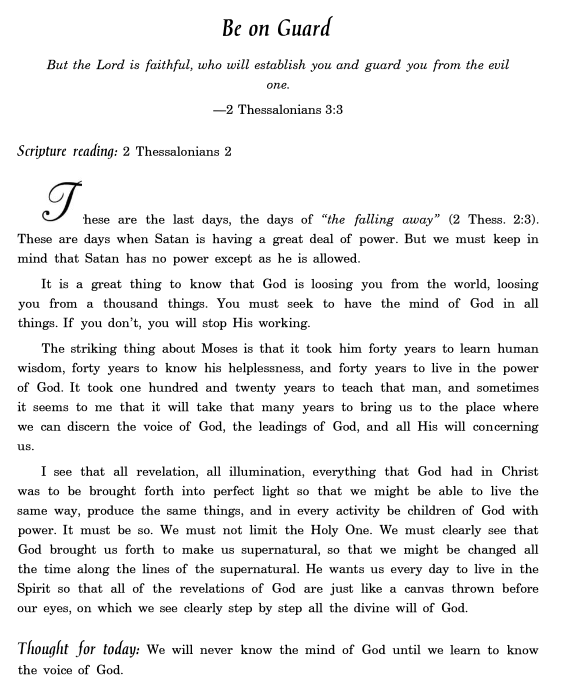 Be on Guard
But the Lord is faithful, who will establish you and guard you from the evil
one.
—2 Thessalonians 3:3
Scripture reading: 2 Thessalonians 2
These are the last days, the days of “the falling away” (2 Thess. 2:3).
These are days when Satan is having a great deal of power. But we must keep in
mind that Satan has no power except as he is allowed.
It is a great thing to know that God is loosing you from the world, loosing
you from a thousand things. You must seek to have the mind of God in all
things. If you don’t, you will stop His working.
The striking thing about Moses is that it took him forty years to learn human
wisdom, forty years to know his helplessness, and forty years to live in the power
of God. It took one hundred and twenty years to teach that man, and sometimes
it seems to me that it will take that many years to bring us to the place where
we can discern the voice of God, the leadings of God, and all His will concerning
us.
I see that all revelation, all illumination, everything that God had in Christ
was to be brought forth into perfect light so that we might be able to live the
same way, produce the same things, and in every activity be children of God with
power. It must be so. We must not limit the Holy One. We must clearly see that
God brought us forth to make us supernatural, so that we might be changed all
the time along the lines of the supernatural. He wants us every day to live in the
Spirit so that all of the revelations of God are just like a canvas thrown before
our eyes, on which we see clearly step by step all the divine will of God.
Thought for today: We will never know the mind of God until we learn to know
the voice of God.